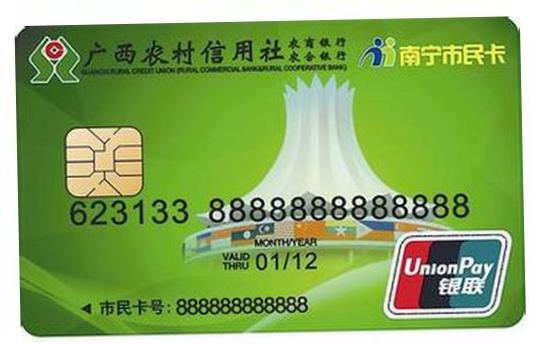 广西农村信用社 农商银行 农合银行
GUANGXI RURAL CREDIT UNION (RURAL COMMERCIAL BANK&RURAL COOPERATIVE BANK)
南宁市民卡
623133 8888888888888
MONTH/YEAR
VALID THRU 01/12
市民卡号: 888888888888
UnionPay
银联